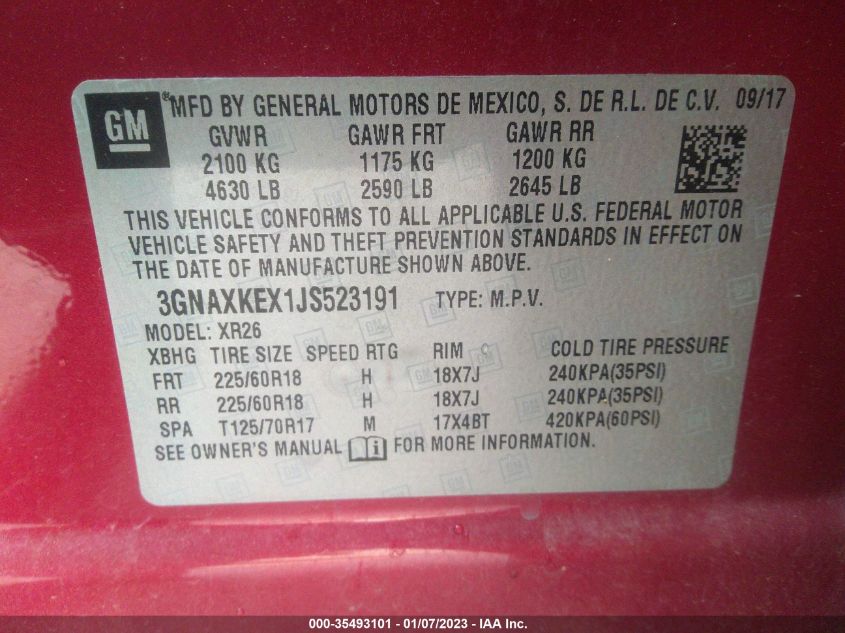 GM
® MFD BY GENERAL MOTORS DE MEXICO, S. DE R.L. DE C.V. 09/17
GVWR GAWR FRT GAWR RR
2100 KG 1175 KG 1200 KG
4630 LB 2590 LB 2645 LB
THIS VEHICLE CONFORMS TO ALL APPLICABLE U.S. FEDERAL MOTOR
VEHICLE SAFETY AND THEFT PREVENTION STANDARDS IN EFFECT ON
THE DATE OF MANUFACTURE SHOWN ABOVE.
3GNAXKEX1JS523191 TYPE: M.P.V.
MODEL: XR26
XBHG TIRE SIZE SPEED RTG RIM COLD TIRE PRESSURE
FRT 225/60R18 H 18X7J 240KPA(35PSI)
RR 225/60R18 H 18X7J 240KPA(35PSI)
SPA T125/70R17 M 17X4BT 420KPA(60PSI)
SEE OWNER'S MANUAL FOR MORE INFORMATION.
000-35493101 - 01/07/2023 - IAA Inc.